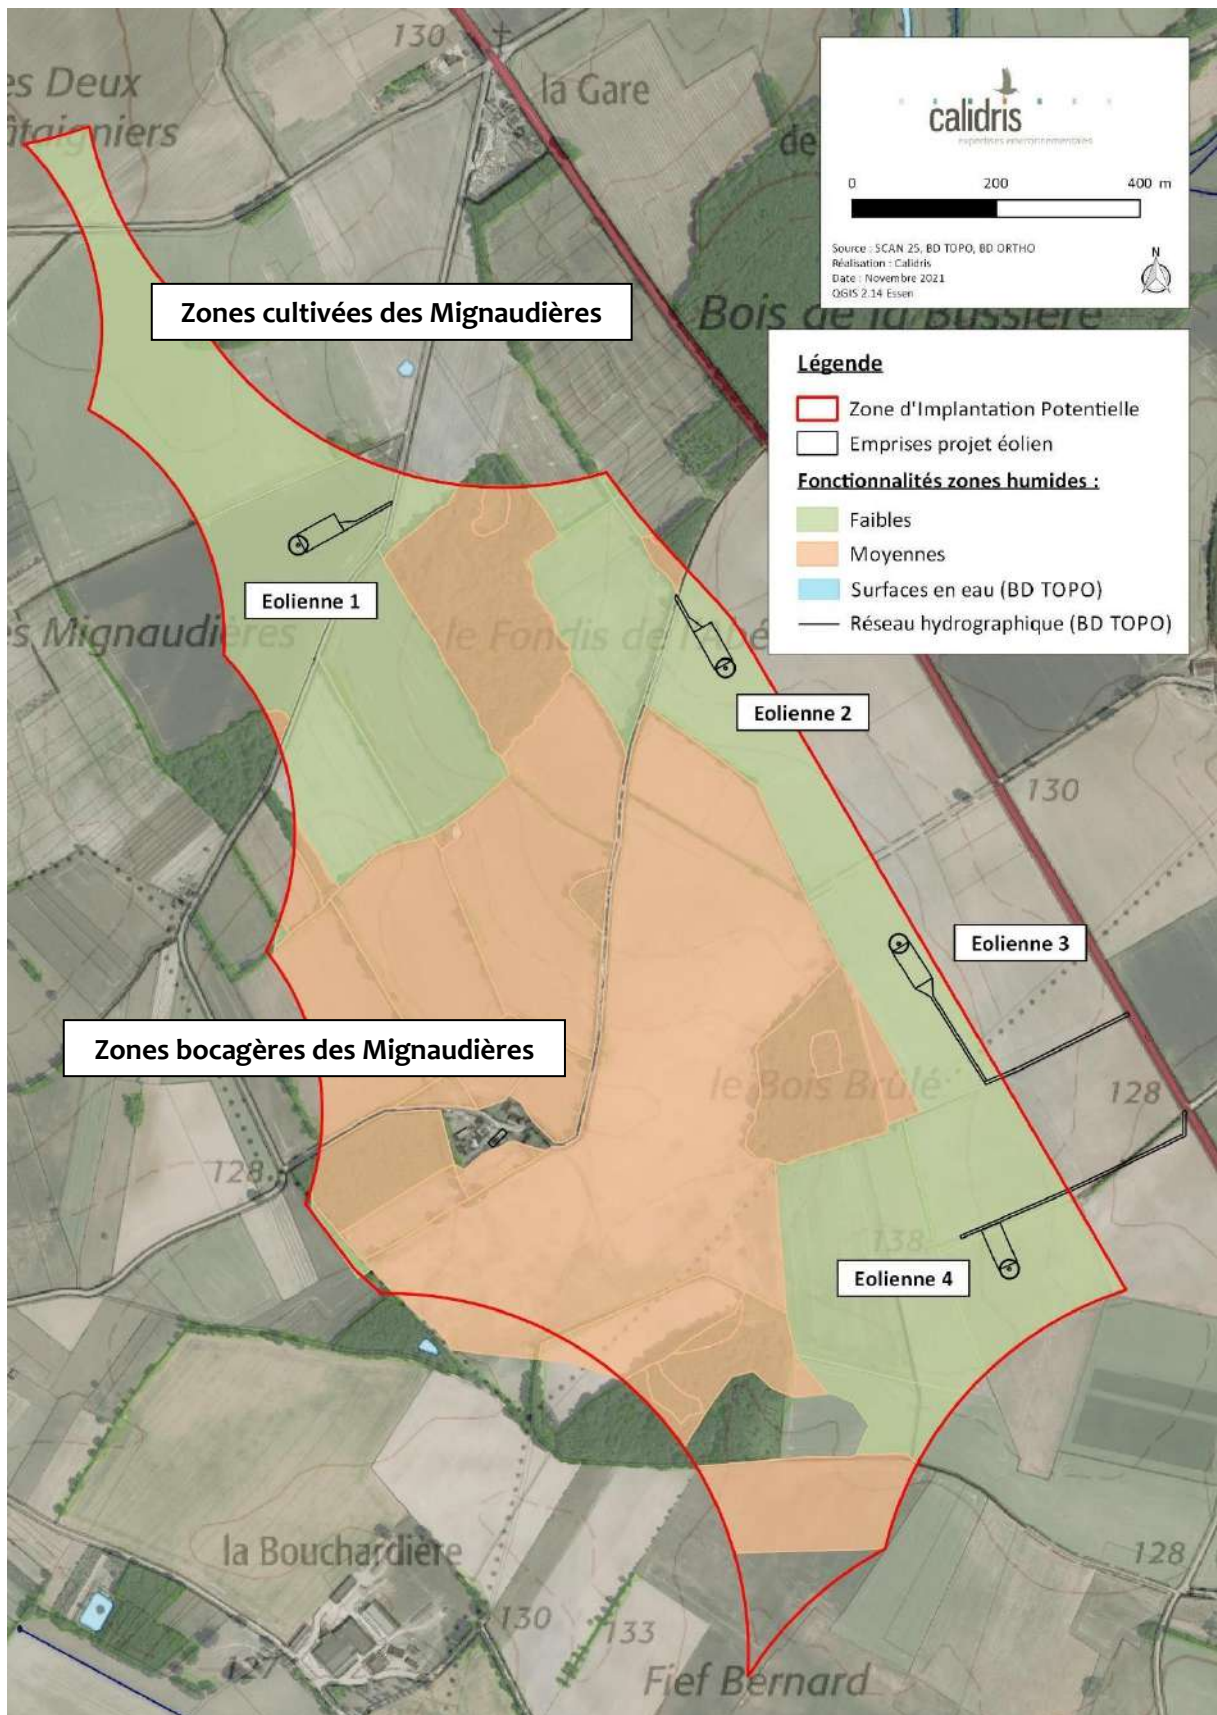 130
la Gare
es Deux
âtaigniers
de
calidris
expertises environnementales
0 200 400 m
Source : SCAN 25, BD TOPO, BD ORTHO
Réalisation : Calidris
Date : Novembre 2021
QGIS 2.14 Essen
N
Zones cultivées des Mignaudières
Bois de la Bussière
Légende
Zone d'Implantation Potentielle
Emprises projet éolien
Fonctionnalités zones humides :
Faibles
Moyennes
Surfaces en eau (BD TOPO)
Réseau hydrographique (BD TOPO)
Eolienne 1
es Mignaudières
le Fondis de l'Abé
Eolienne 2
130
Eolienne 3
Zones bocagères des Mignaudières
le Bois Brûlé
128
128
138
Eolienne 4
la Bouchardière
128
130
133
127
Fief Bernard